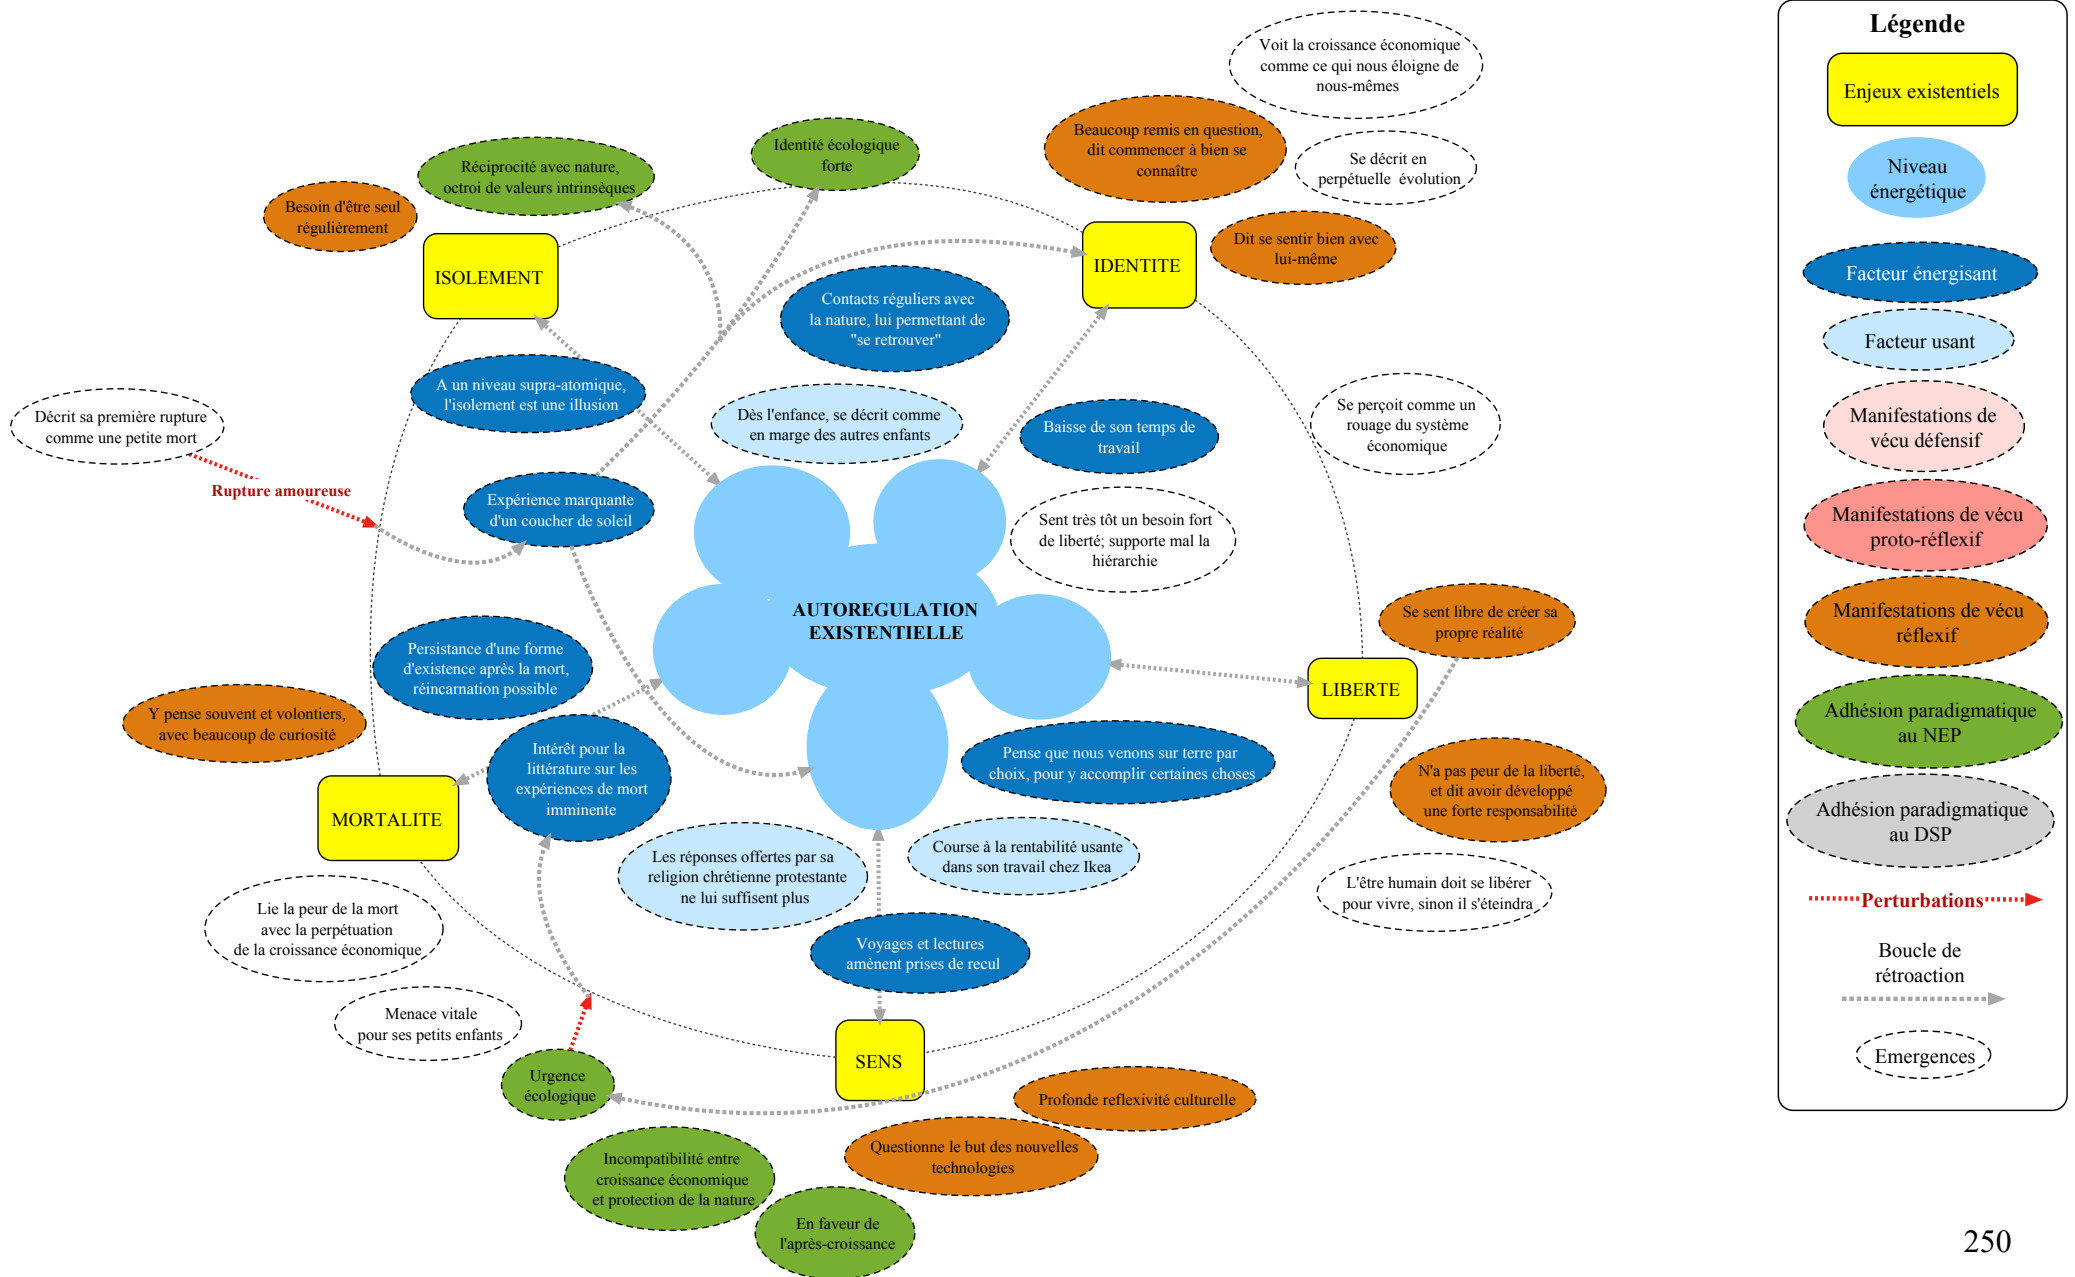 Voit la croissance économique
comme ce qui nous éloigne de
nous-mêmes
Beaucoup remis en question,
dit commencer à bien se
connaître
Identité écologique
forte
Se décrit en
perpétuelle évolution
Réciprocité avec nature,
octroi de valeurs intrinsèques
Besoin d'être seul
régulièrement
Dit se sentir bien avec
lui-même
ISOLEMENT
IDENTITE
Contacts réguliers avec
la nature, lui permettant de
"se retrouver"
A un niveau supra-atomique,
l'isolement est une illusion
Décrit sa première rupture
comme une petite mort
Dès l'enfance, se décrit comme
en marge des autres enfants
Baisse de son temps de
travail
Se perçoit comme un
rouage du système
économique
Rupture amoureuse
Expérience marquante
d'un coucher de soleil
Sent très tôt un besoin fort
de liberté; supporte mal la
hiérarchie
AUTOREGULATION
EXISTENTIELLE
Se sent libre de créer sa
propre réalité
Persistance d'une forme
d'existence après la mort,
réincarnation possible
LIBERTE
Y pense souvent et volontiers,
avec beaucoup de curiosité
Intérêt pour la
littérature sur les
expériences de mort
imminente
Pense que nous venons sur terre par
choix, pour y accomplir certaines choses
N'a pas peur de la liberté,
et dit avoir développé
une forte responsabilité
MORTALITE
Les réponses offertes par sa
religion chrétienne protestante
ne lui suffisent plus
Course à la rentabilité usante
dans son travail chez Ikea
L'être humain doit se libérer
pour vivre, sinon il s'éteindra
Lie la peur de la mort
avec la perpétuation
de la croissance économique
Voyages et lectures
amènent prises de recul
Menace vitale
pour ses petits enfants
SENS
Urgence
écologique
Profonde reflexivité culturelle
Questionne le but des nouvelles
technologies
Incompatibilité entre
croissance économique
et protection de la nature
En faveur de
l'après-croissance
Légende
Enjeux existentiels
Niveau
énergétique
Facteur énergisant
Facteur usant
Manifestations de
vécu défensif
Manifestations de vécu
proto-réflexif
Manifestations de vécu
réflexif
Adhésion paradigmatique
au NEP
Adhésion paradigmatique
au DSP
Perturbations
Boucle de
rétroaction
Emergences
250